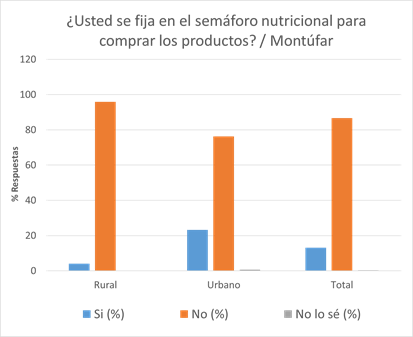 ¿Usted se fija en el semáforo nutricional para
comprar los productos? / Montúfar
120
100
80
60
40
20
0
% Respuestas
Rural
Urbano
Total
Si (%)
No (%)
No lo sé (%)